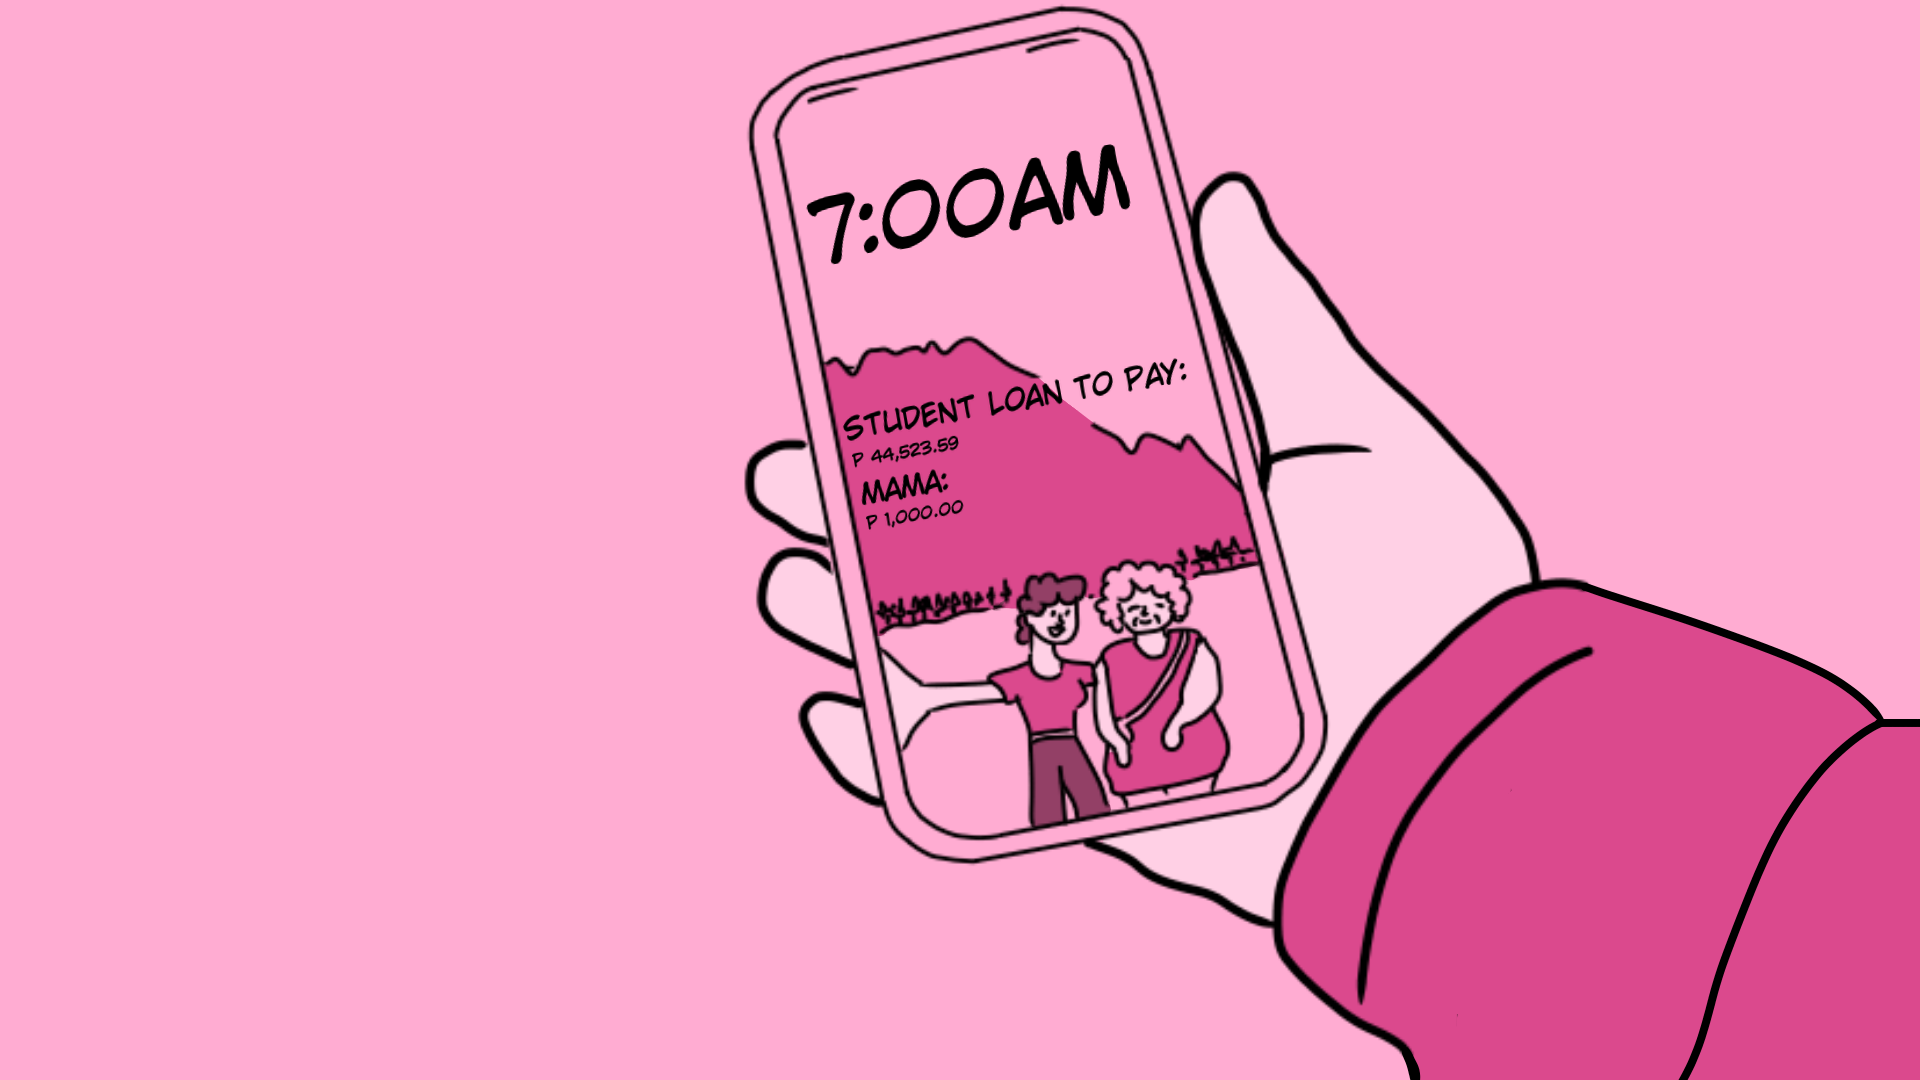 7:00AM
STUDENT LOAN TO PAY:
P 44,523.59
MAMA:
P 1,000.00